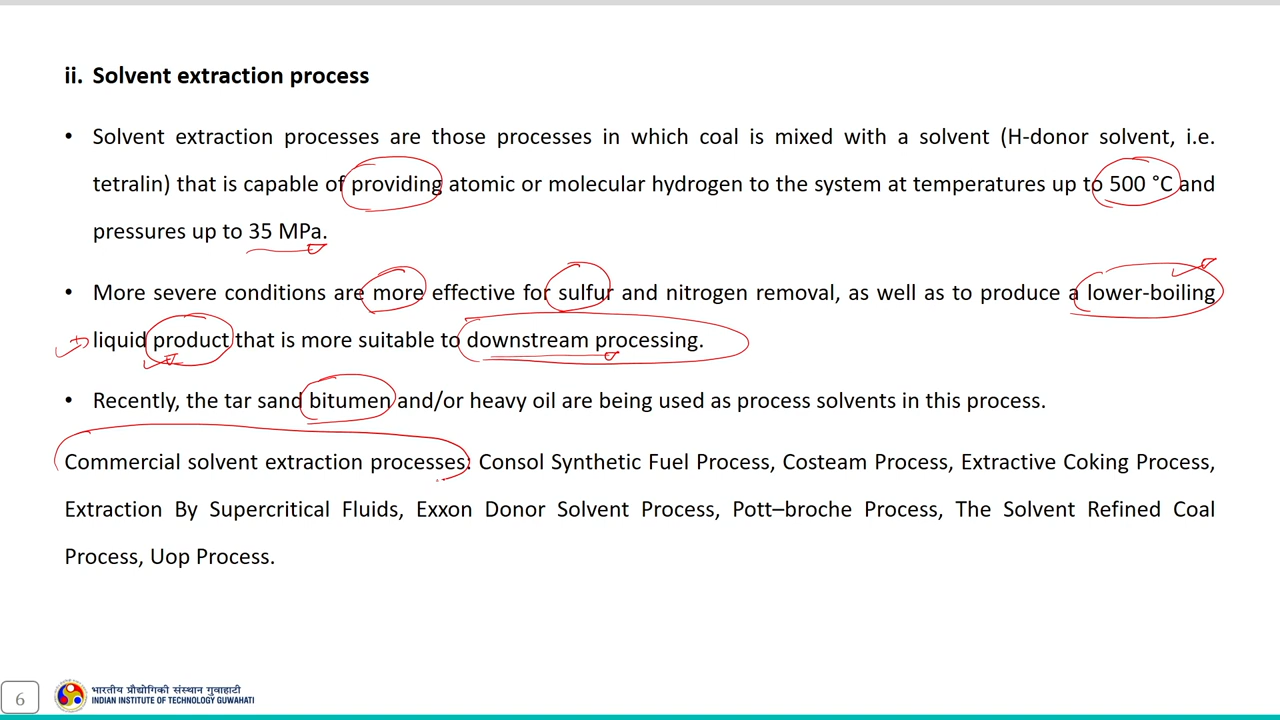 ii. Solvent extraction process
• Solvent extraction processes are those processes in which coal is mixed with a solvent (H-donor solvent, i.e.
tetralin) that is capable of providing atomic or molecular hydrogen to the system at temperatures up to 500 °C and
pressures up to 35 MPa.
• More severe conditions are more effective for sulfur and nitrogen removal, as well as to produce a lower-boiling
liquid product that is more suitable to downstream processing.
• Recently, the tar sand bitumen and/or heavy oil are being used as process solvents in this process.
Commercial solvent extraction processes: Consol Synthetic Fuel Process, Costeam Process, Extractive Coking Process,
Extraction By Supercritical Fluids, Exxon Donor Solvent Process, Pott–broche Process, The Solvent Refined Coal
Process, Uop Process.
6
भारतीय प्रौद्योगिकी संस्थान गुवाहाटी
INDIAN INSTITUTE OF TECHNOLOGY GUWAHATI